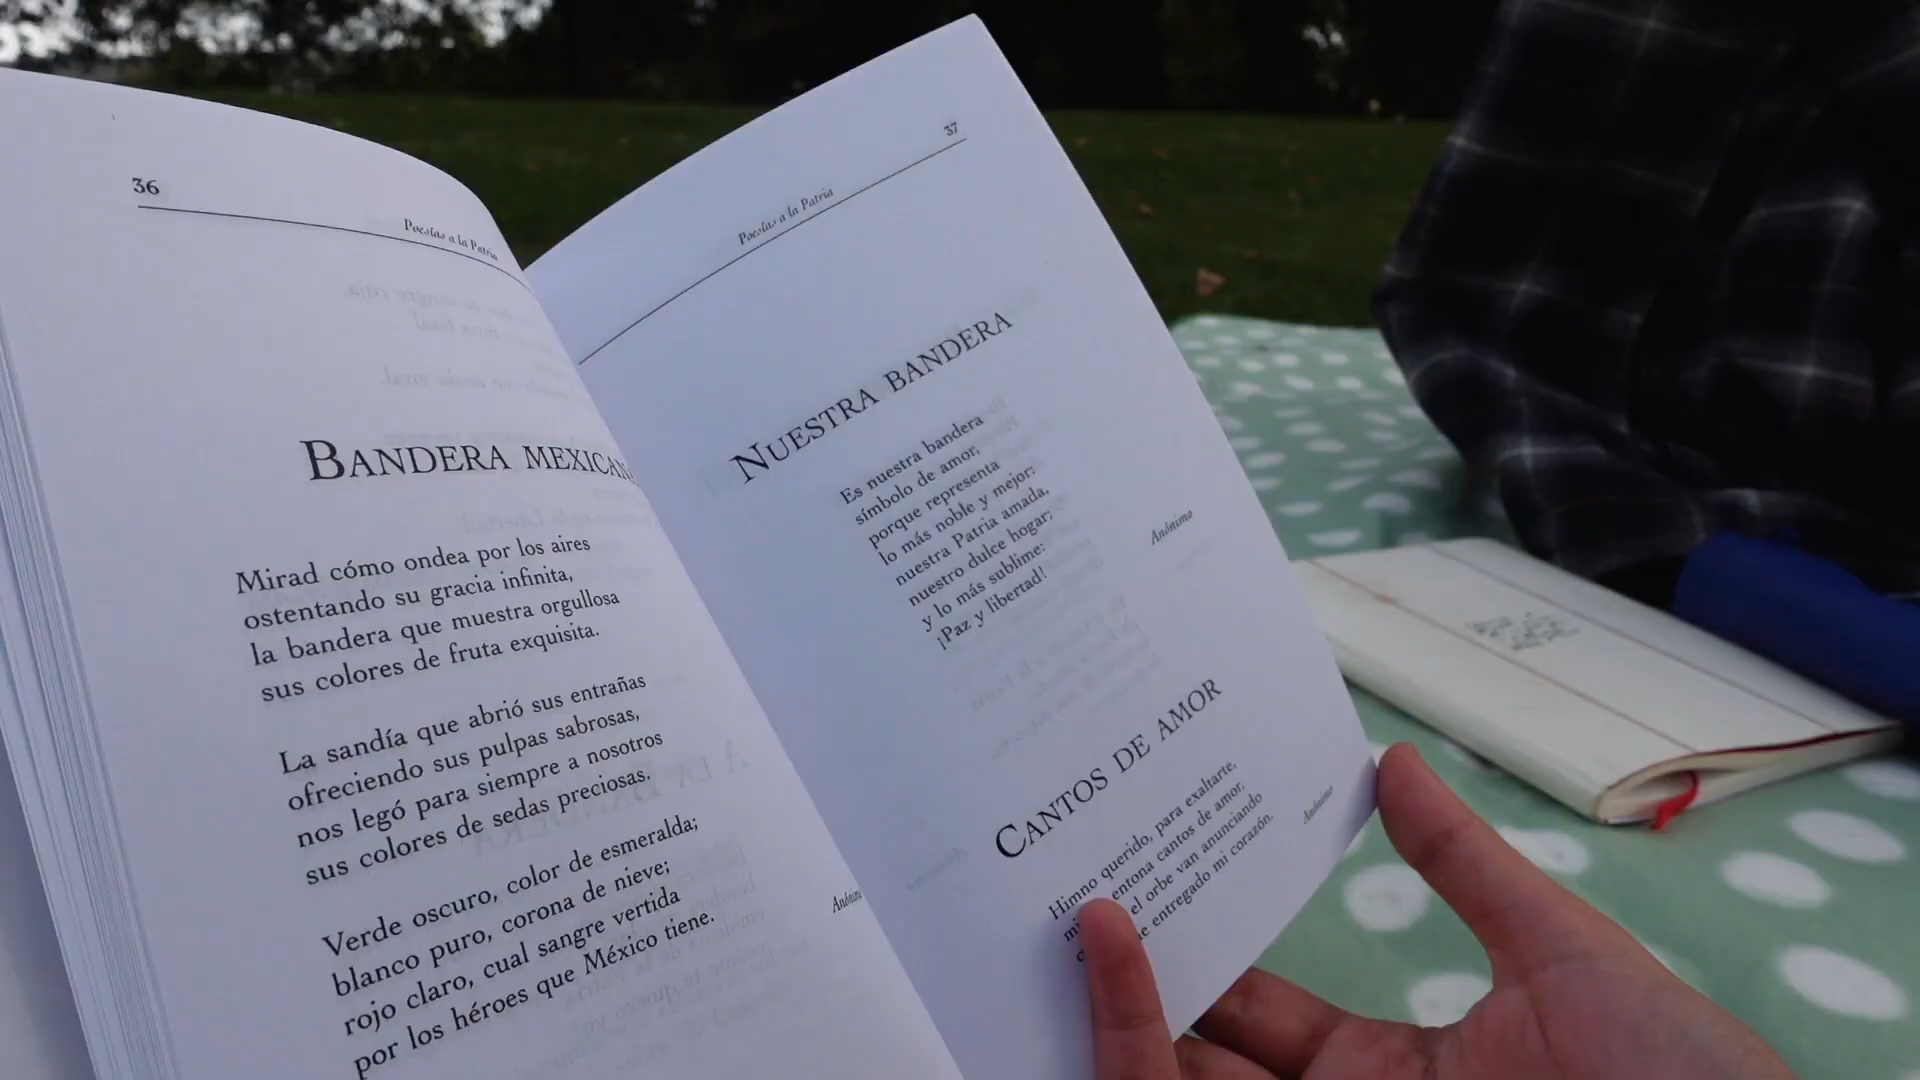 36
Poesías a la Patria
BANDERA MEXICANA
Mirad cómo ondea por los aires
ostentando su gracia infinita,
la bandera que muestra orgullosa
sus colores de fruta exquisita.
La sandía que abrió sus entrañas
ofreciendo sus pulpas sabrosas,
nos legó para siempre a nosotros
sus colores de sedas preciosas.
Verde oscuro, color de esmeralda;
blanco puro, corona de nieve;
rojo claro, cual sangre vertida
por los héroes que México tiene.
Anónimo
37
Poesías a la Patria
NUESTRA BANDERA
Es nuestra bandera
símbolo de amor,
porque representa
lo más noble y mejor:
nuestra Patria amada,
nuestro dulce hogar;
y lo más sublime:
¡Paz y libertad!
Anónimo
CANTOS DE AMOR
Himno querido, para exaltarte,
entona cantos de amor,
el orbe van anunciando
entregado mi corazón.
Anónimo